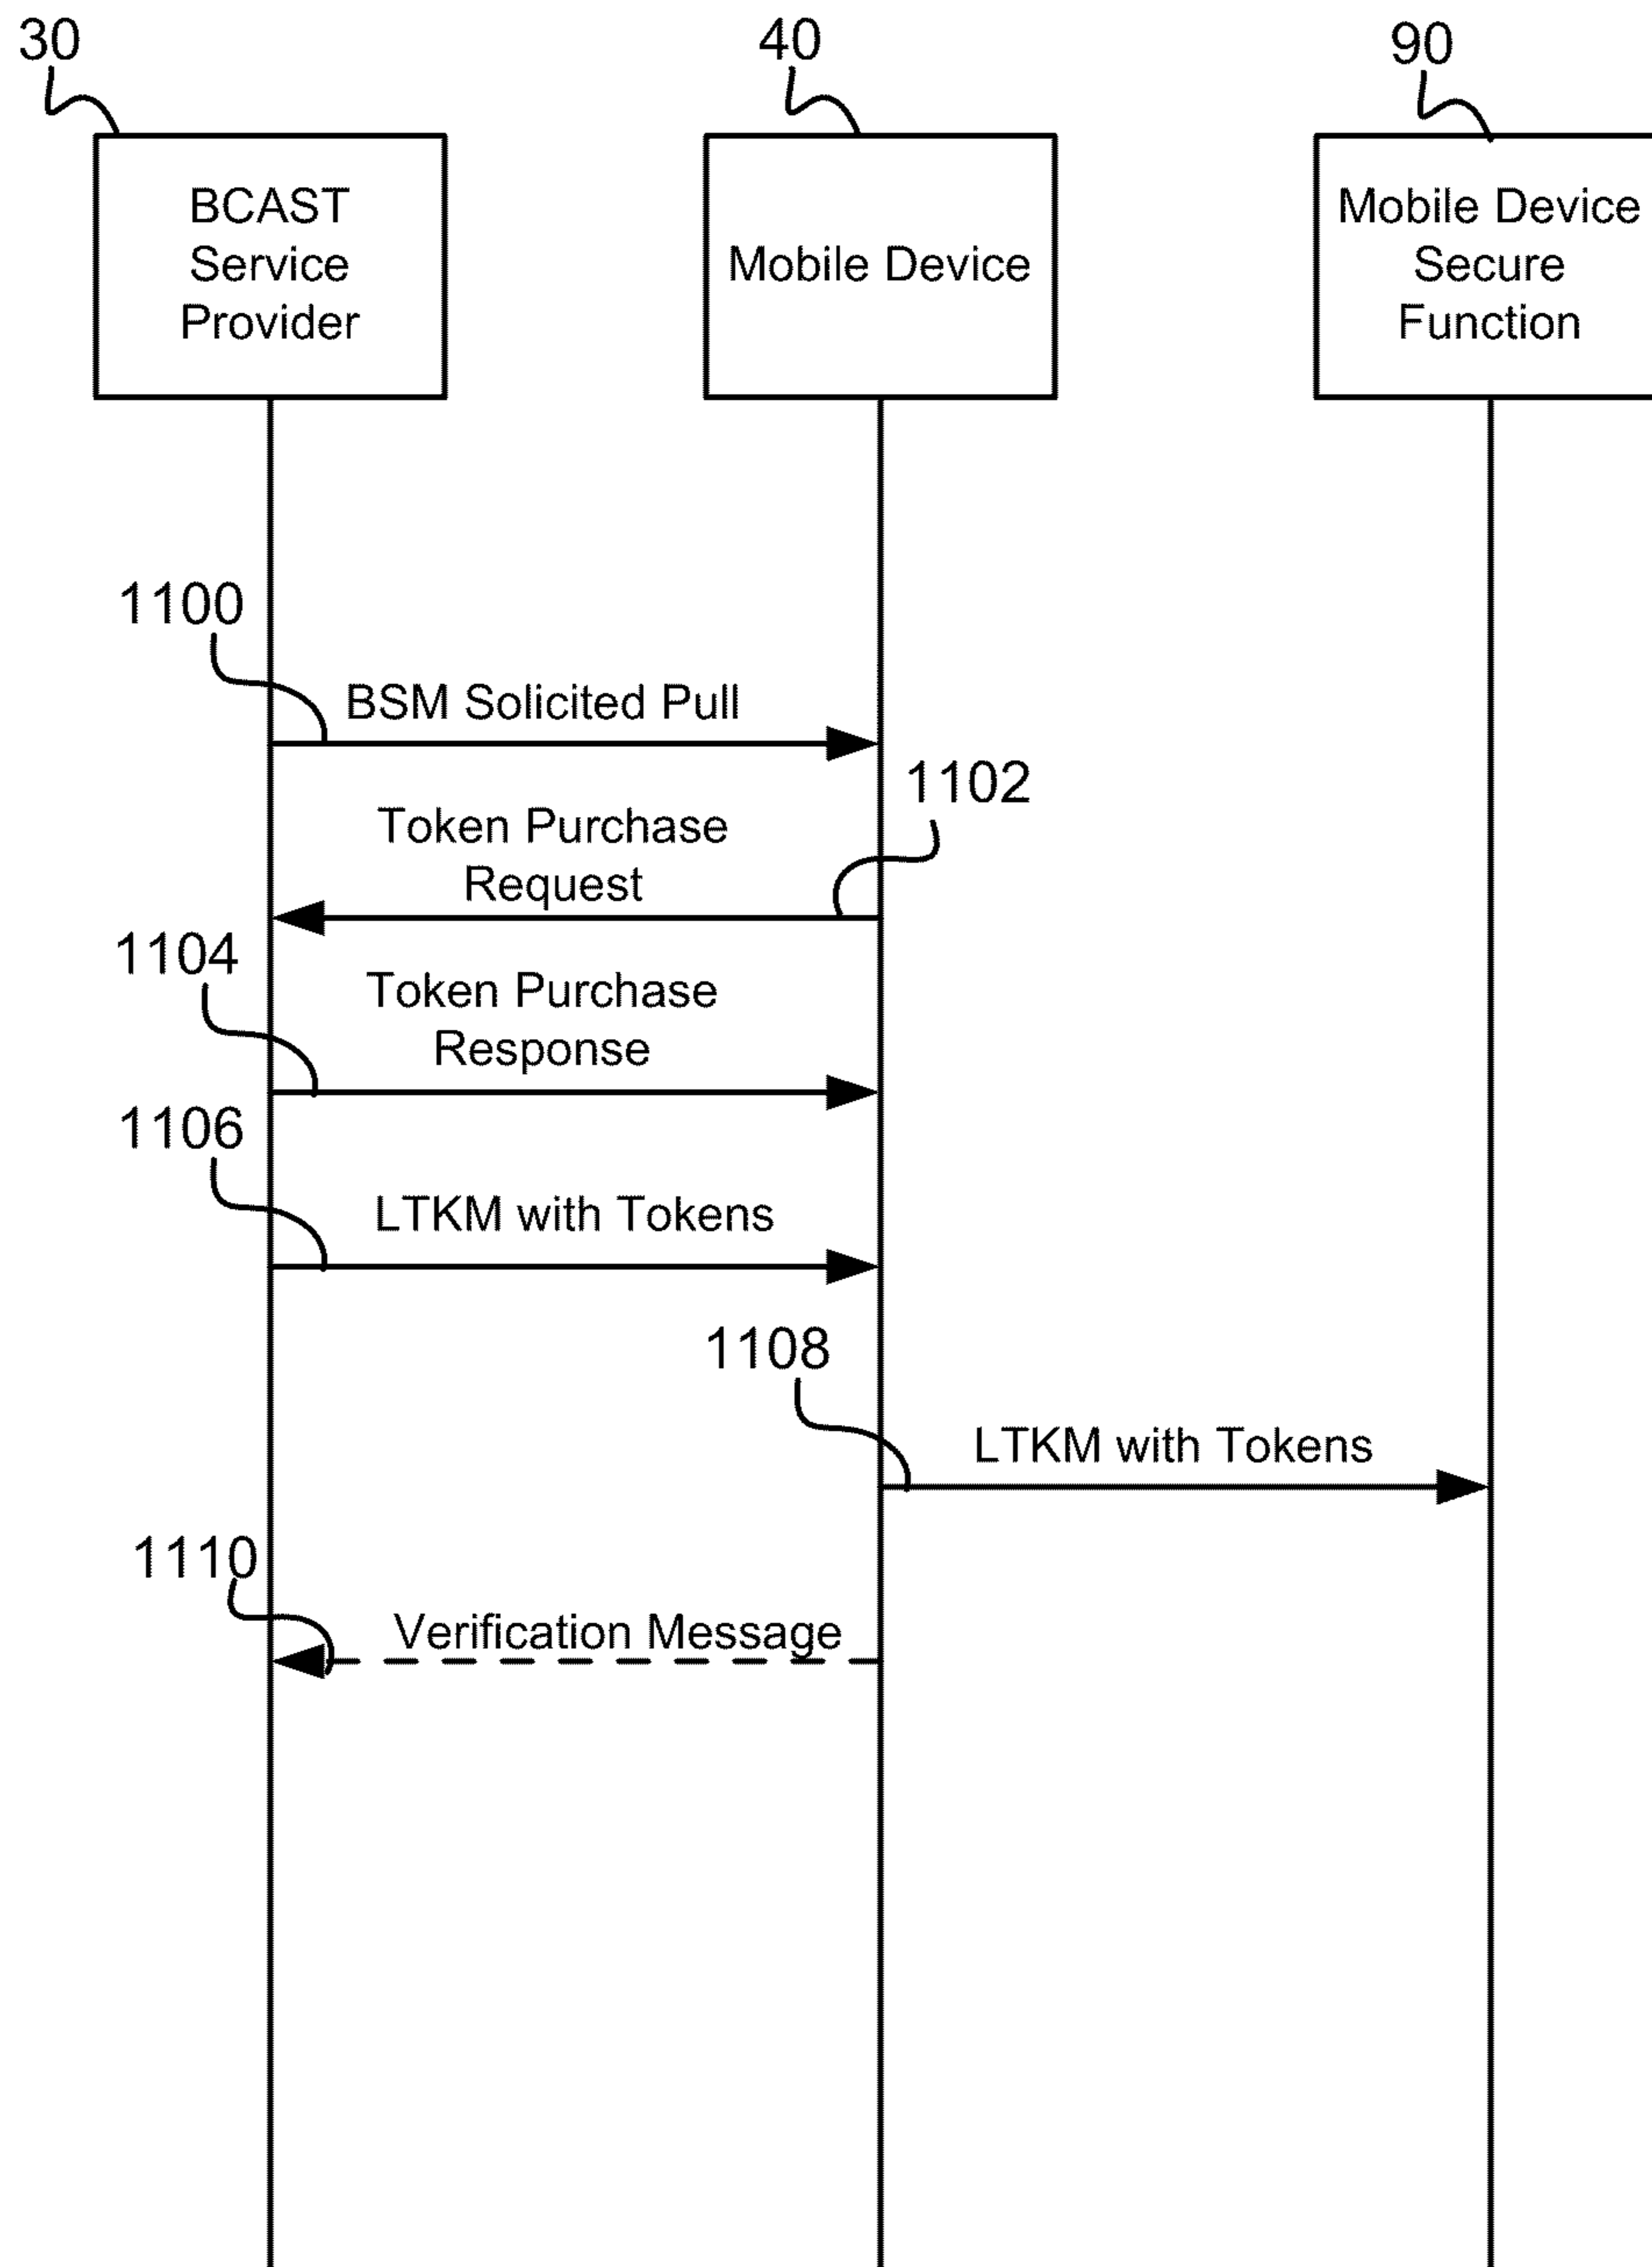 30
40
90
BCAST
Service
Provider
Mobile Device
Mobile Device
Secure
Function
1100
BSM Solicited Pull
1102
Token Purchase
Request
1104
Token Purchase
Response
1106
LTKM with Tokens
1108
LTKM with Tokens
1110
Verification Message